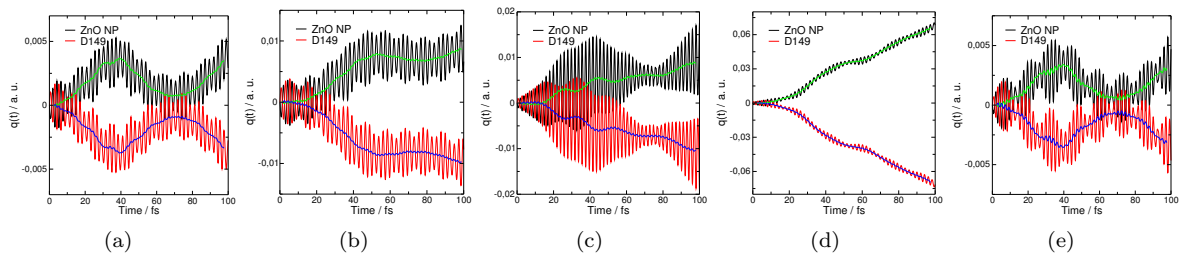 0,005
0
-0,005
q(t) / a. u.
ZnO NP
D149
0 20 40 60 80 100
Time / fs
(a)
0,01
0
-0,01
q(t) / a. u.
ZnO NP
D149
0 20 40 60 80 100
Time / fs
(b)
0,02
0,01
0
-0,01
-0,02
q(t) / a. u.
ZnO NP
D149
0 20 40 60 80 100
Time / fs
(c)
0,06
0,03
0
-0,03
-0,06
q(t) / a. u.
ZnO NP
D149
0 20 40 60 80 100
Time / fs
(d)
0,005
0
-0,005
q(t) / a. u.
ZnO NP
D149
0 20 40 60 80 100
Time / fs
(e)